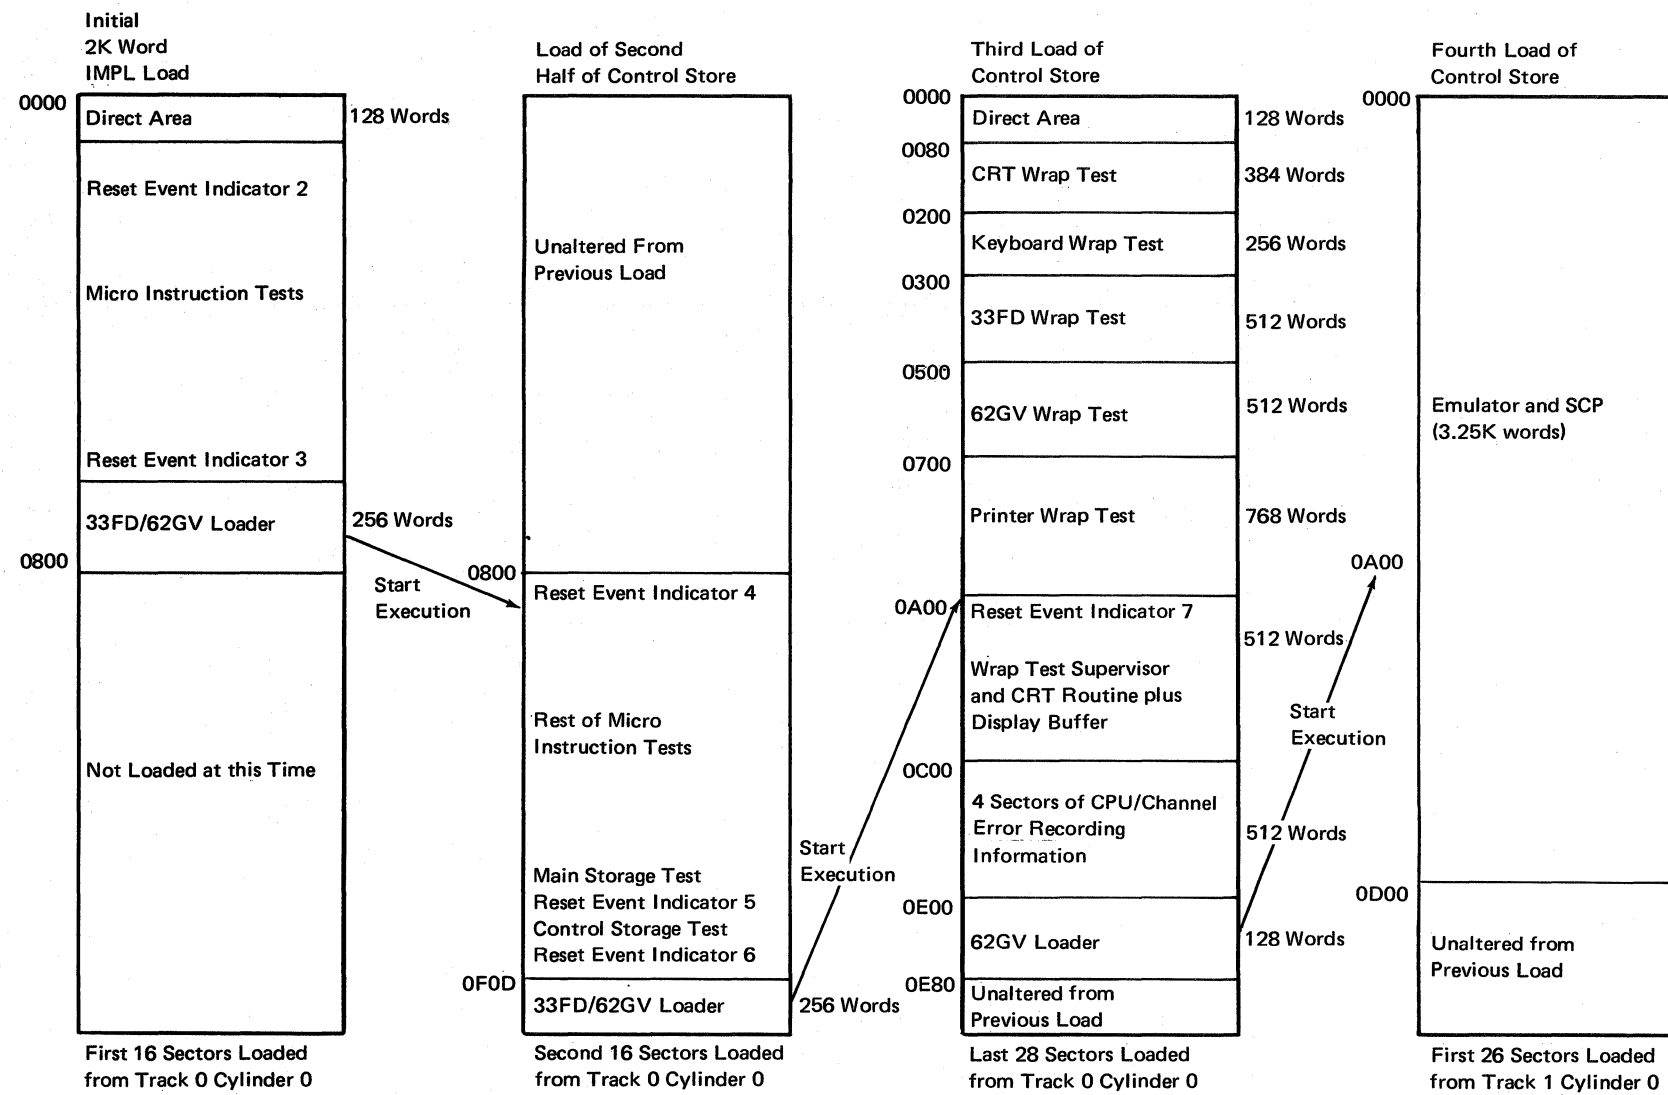 Initial
2K Word
IMPL Load
0000
Direct Area
128 Words
Reset Event Indicator 2
Micro Instruction Tests
Reset Event Indicator 3
33FD/62GV Loader
256 Words
0800
Start
Execution
Not Loaded at this Time
First 16 Sectors Loaded
from Track 0 Cylinder 0
Load of Second
Half of Control Store
Unaltered From
Previous Load
0800
Reset Event Indicator 4
Rest of Micro
Instruction Tests
Main Storage Test
Reset Event Indicator 5
Control Storage Test
Reset Event Indicator 6
0F0D
33FD/62GV Loader
256 Words
Start
Execution
Second 16 Sectors Loaded
from Track 0 Cylinder 0
Third Load of
Control Store
0000
Direct Area
128 Words
0080
CRT Wrap Test
384 Words
0200
Keyboard Wrap Test
256 Words
0300
33FD Wrap Test
512 Words
0500
62GV Wrap Test
512 Words
0700
Printer Wrap Test
768 Words
0A00
Reset Event Indicator 7
512 Words
Wrap Test Supervisor
and CRT Routine plus
Display Buffer
0C00
4 Sectors of CPU/Channel
Error Recording
Information
512 Words
0E00
62GV Loader
128 Words
0E80
Unaltered from
Previous Load
Start
Execution
Last 28 Sectors Loaded
from Track 0 Cylinder 0
Fourth Load of
Control Store
0000
Emulator and SCP
(3.25K words)
0A00
0D00
Unaltered from
Previous Load
First 26 Sectors Loaded
from Track 1 Cylinder 0